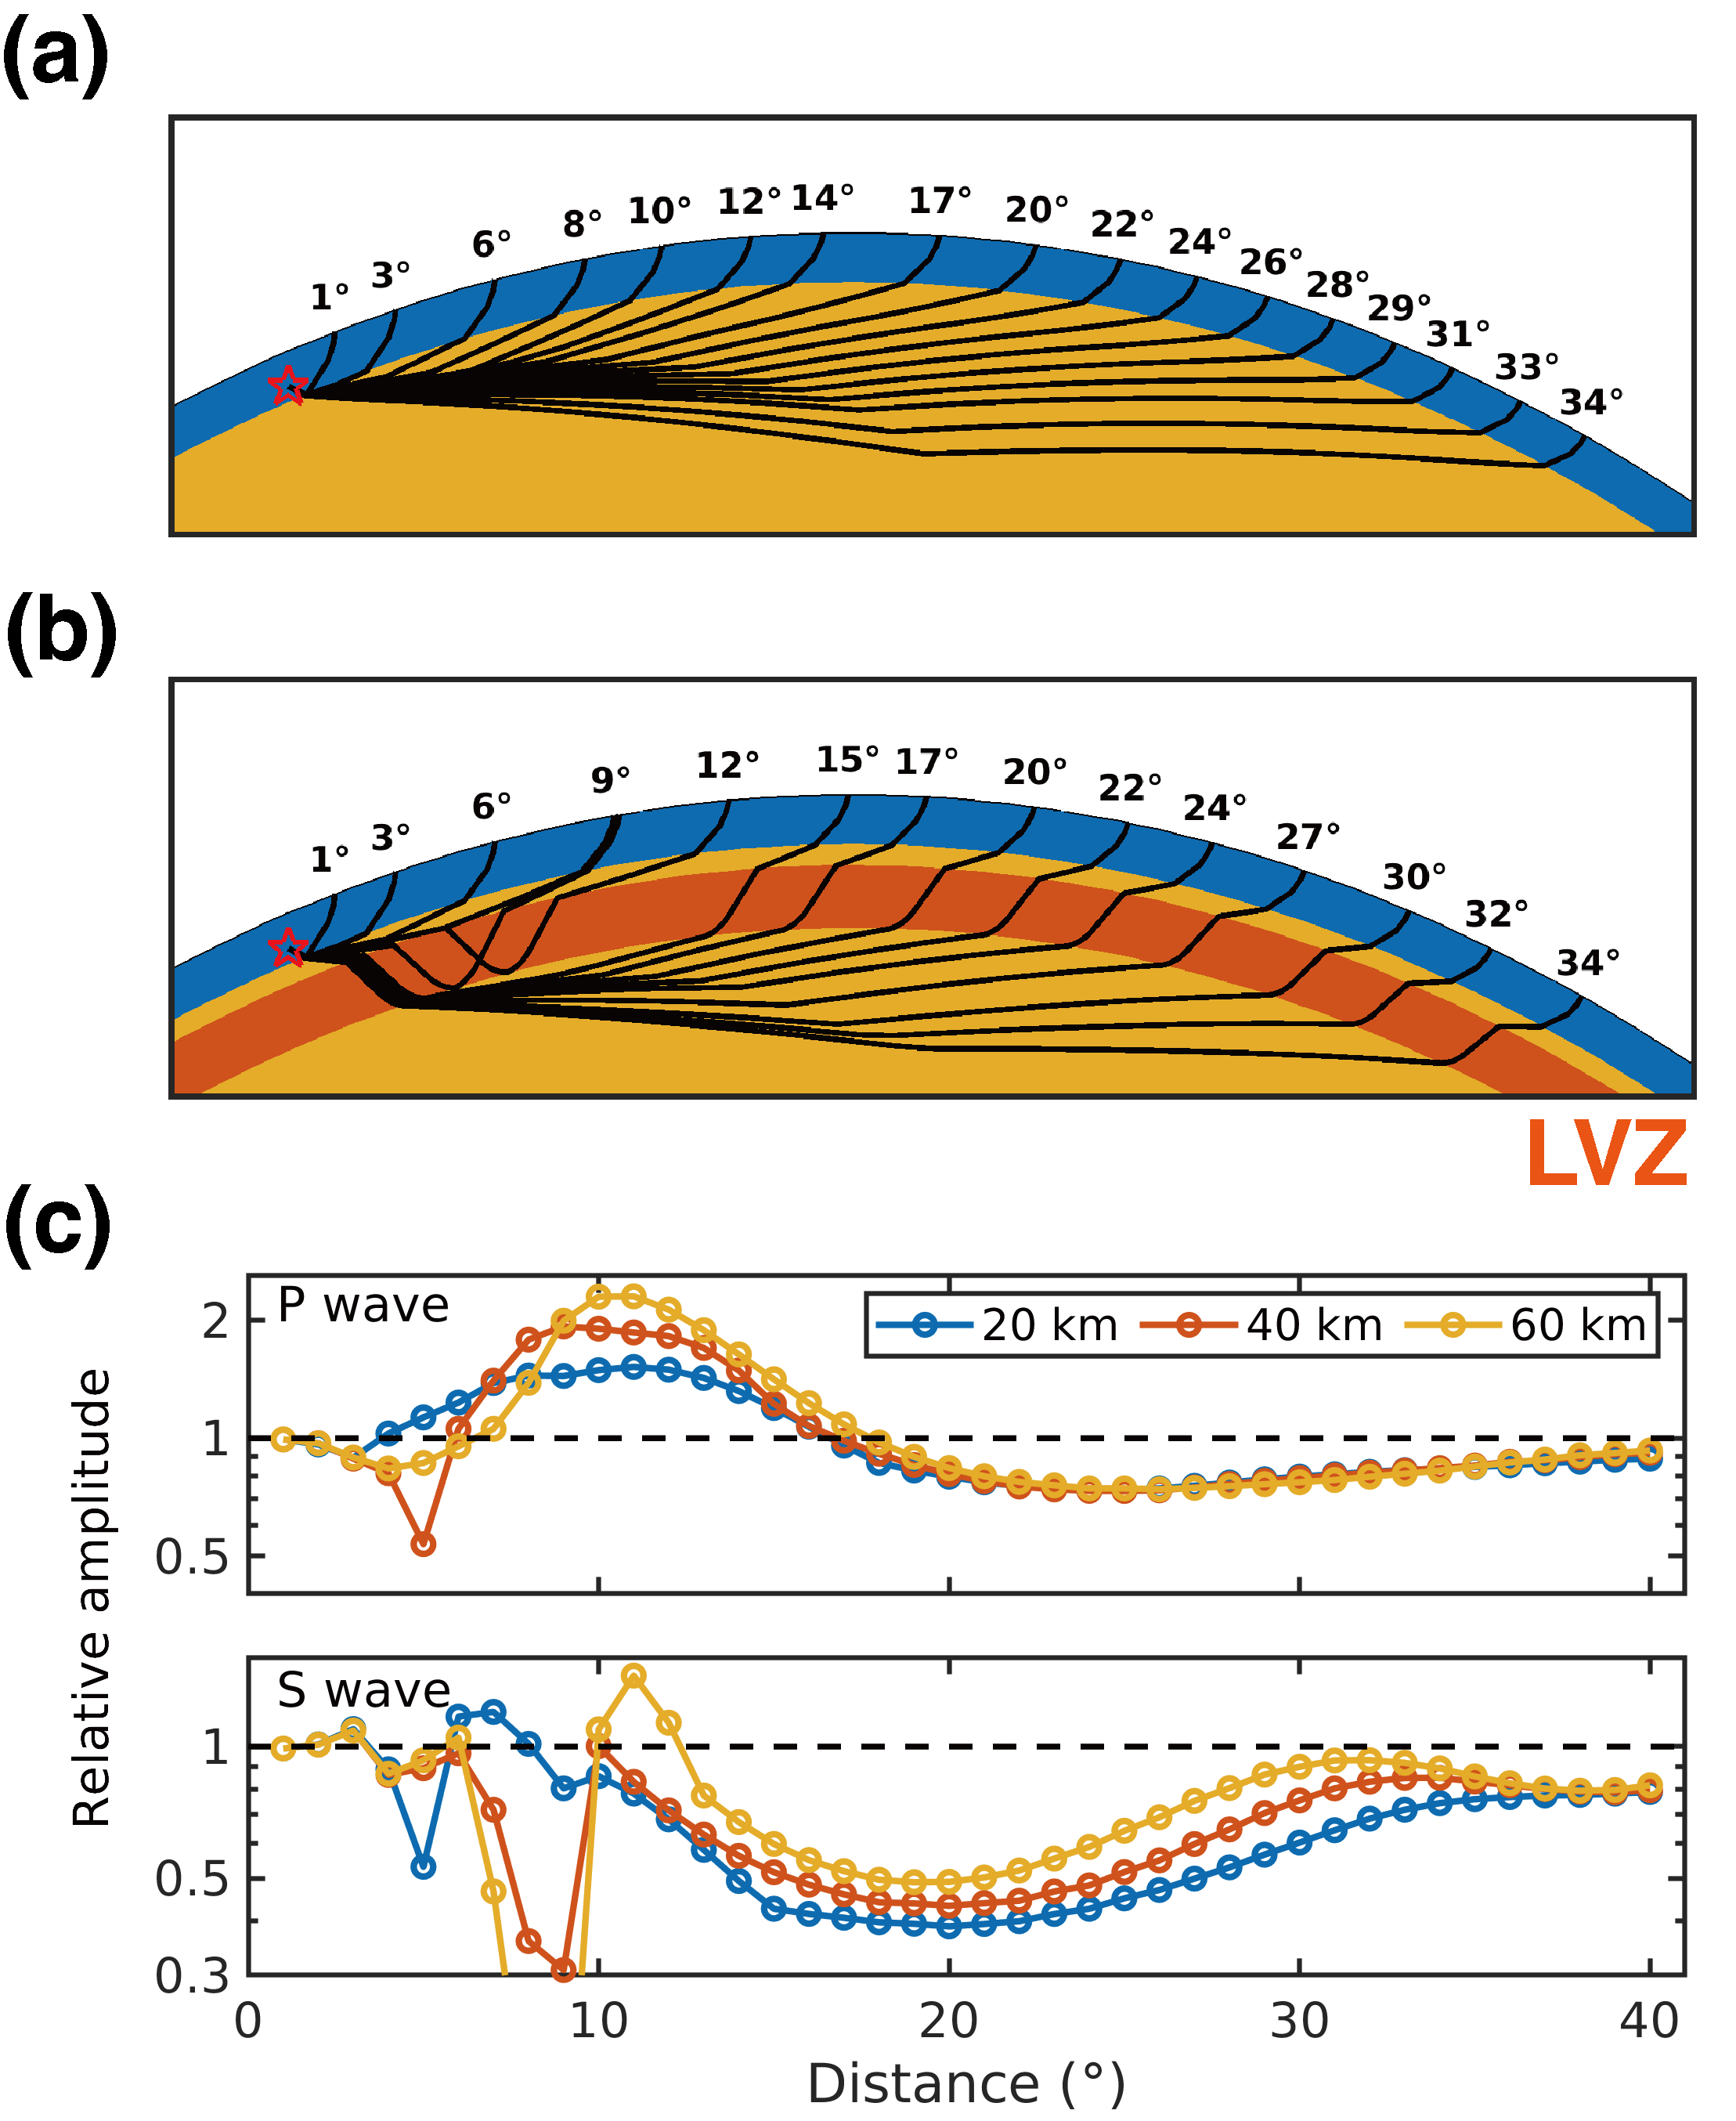 (a)
1° 3° 6° 8° 10° 12° 14° 17° 20° 22° 24° 26° 28° 29° 31° 33° 34°
(b)
1° 3° 6° 9° 12° 15° 17° 20° 22° 24° 27° 30° 32° 34°
LVZ
(c)
P wave
20 km 40 km 60 km
2
1
0.5
Relative amplitude
S wave
1
0.5
0.3
0 10 20 30 40
Distance (°)